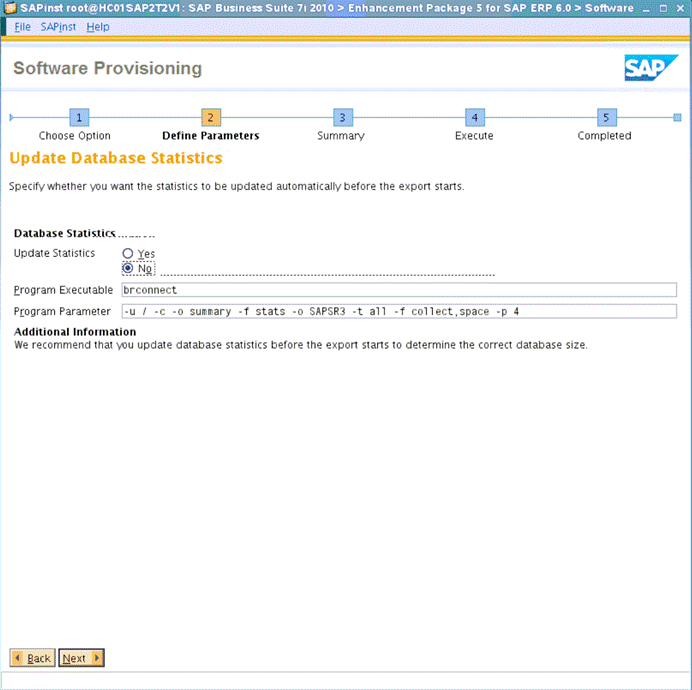 SAPinst root@HC01SAP2T2V1: SAP Business Suite 7i 2010 > Enhancement Package 5 for SAP ERP 6.0 > Software
File SAPinst Help
Software Provisioning
SAP
1 2 3 4 5
Choose Option Define Parameters Summary Execute Completed
Update Database Statistics
Specify whether you want the statistics to be updated automatically before the export starts.
Database Statistics
Update Statistics Yes
No
Program Executable brconnect
Program Parameter -u / -c -o summary -f stats -o SAPSR3 -t all -f collect,space -p 4
Additional Information
We recommend that you update database statistics before the export starts to determine the correct database size.
Back Next